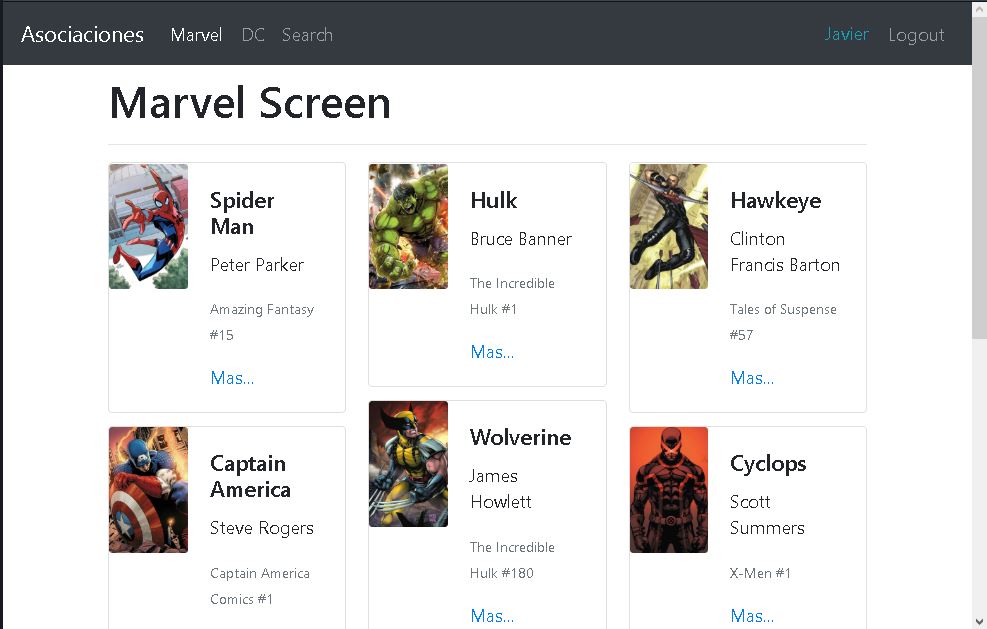 Asociaciones Marvel DC Search Javier Logout
Marvel Screen
Spider
Man
Peter Parker
Amazing Fantasy
#15
Mas...
Hulk
Bruce Banner
The Incredible
Hulk #1
Mas...
Hawkeye
Clinton
Francis Barton
Tales of Suspense
#57
Mas...
Captain
America
Steve Rogers
Captain America
Comics #1
Wolverine
James
Howlett
The Incredible
Hulk #180
Mas...
Cyclops
Scott
Summers
X-Men #1
Mas...